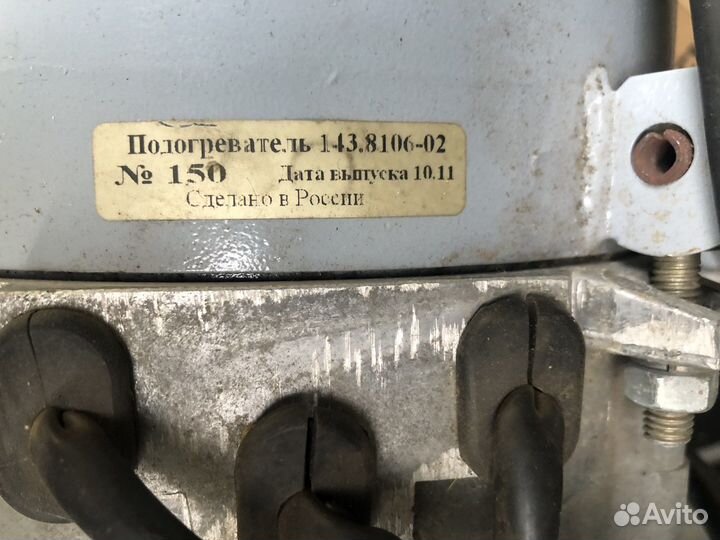 Подогреватель 143.8106-02
№ 150 Дата выпуска 10.11
Сделано в России
Avito